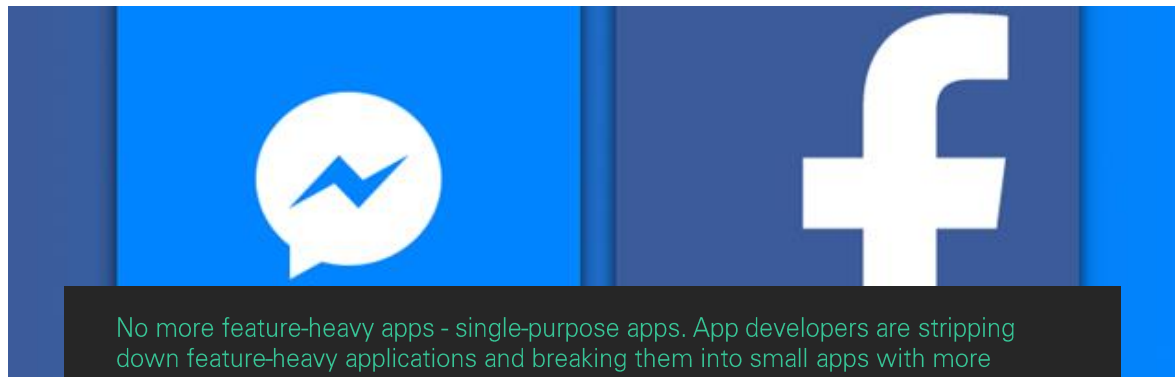 No more feature-heavy apps - single-purpose apps. App developers are stripping
down feature-heavy applications and breaking them into small apps with more